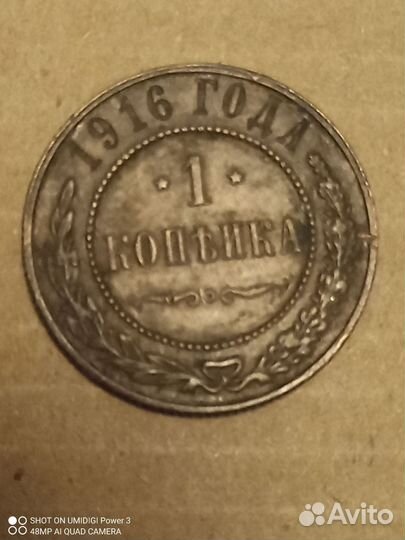 1916 ГОДА
1
КОПѢЙКА
SHOT ON UMIDIGI Power 3
48MP AI QUAD CAMERA
Avito